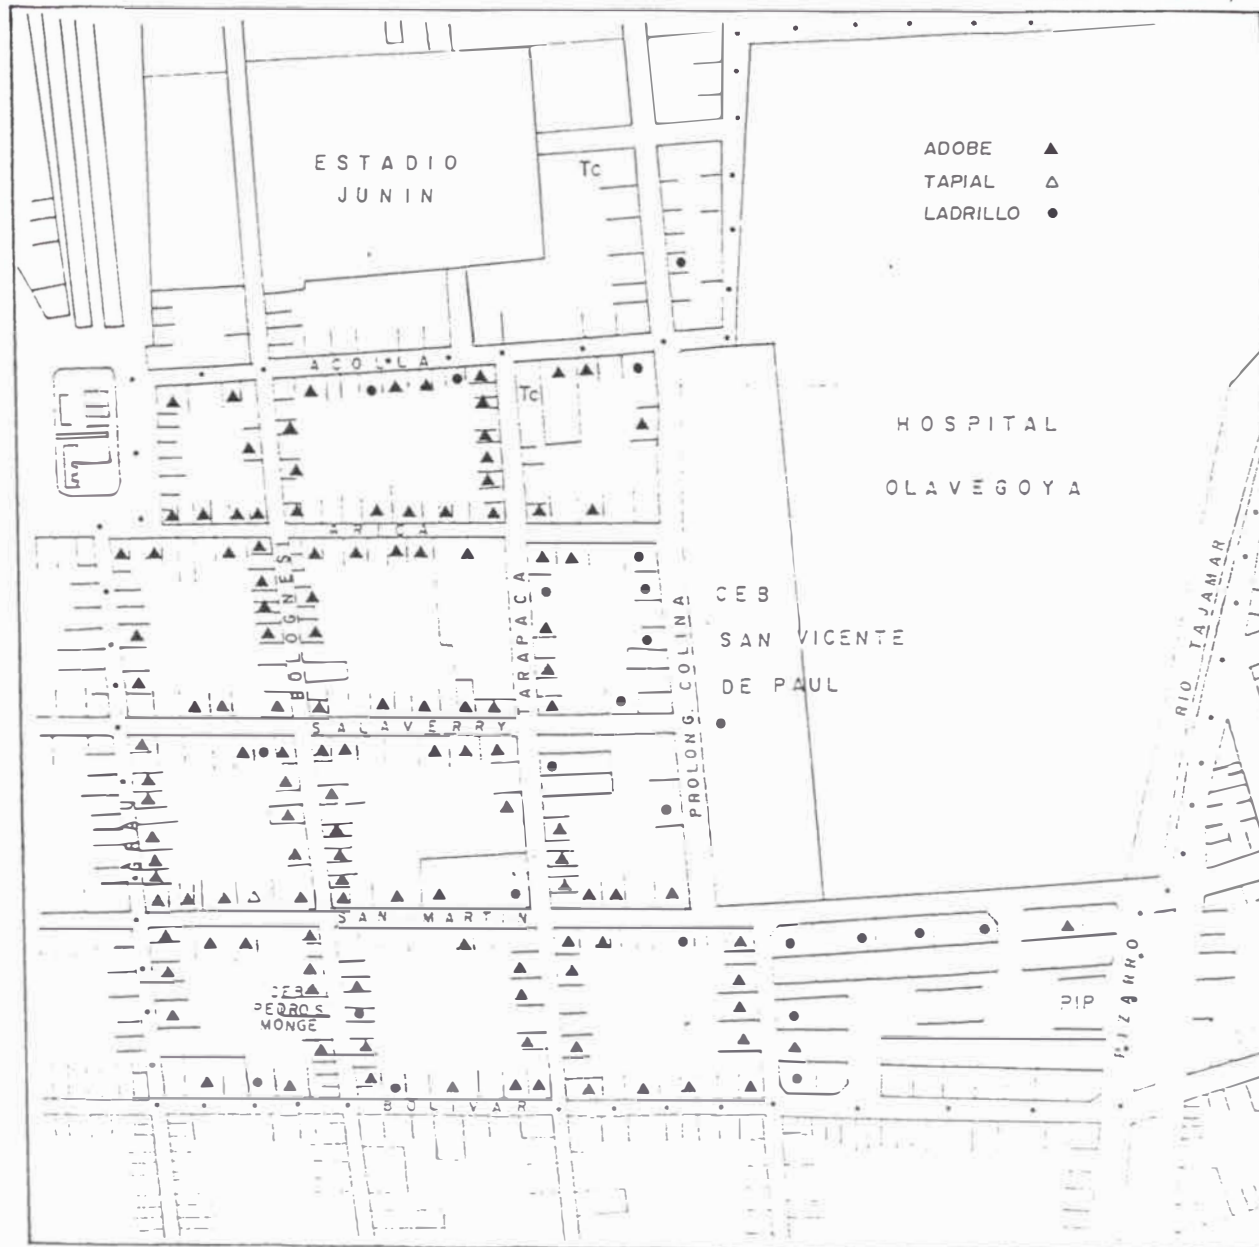 ESTADIO
JUNIN
Tc
ADOBE
TAPIAL
LADRILLO
ACOLLA
Tc
HOSPITAL
OLAVEGOYA
ARICA
BOLOGNESI
TARAPACA
PROLONG. COLINA
CEB
SAN VICENTE
DE PAUL
RIO TAJAMAR
SALAVERRY
SAN MARTIN
CEB
PEDRO S
MONGE
PIP
PIZARRO
BOLIVAR